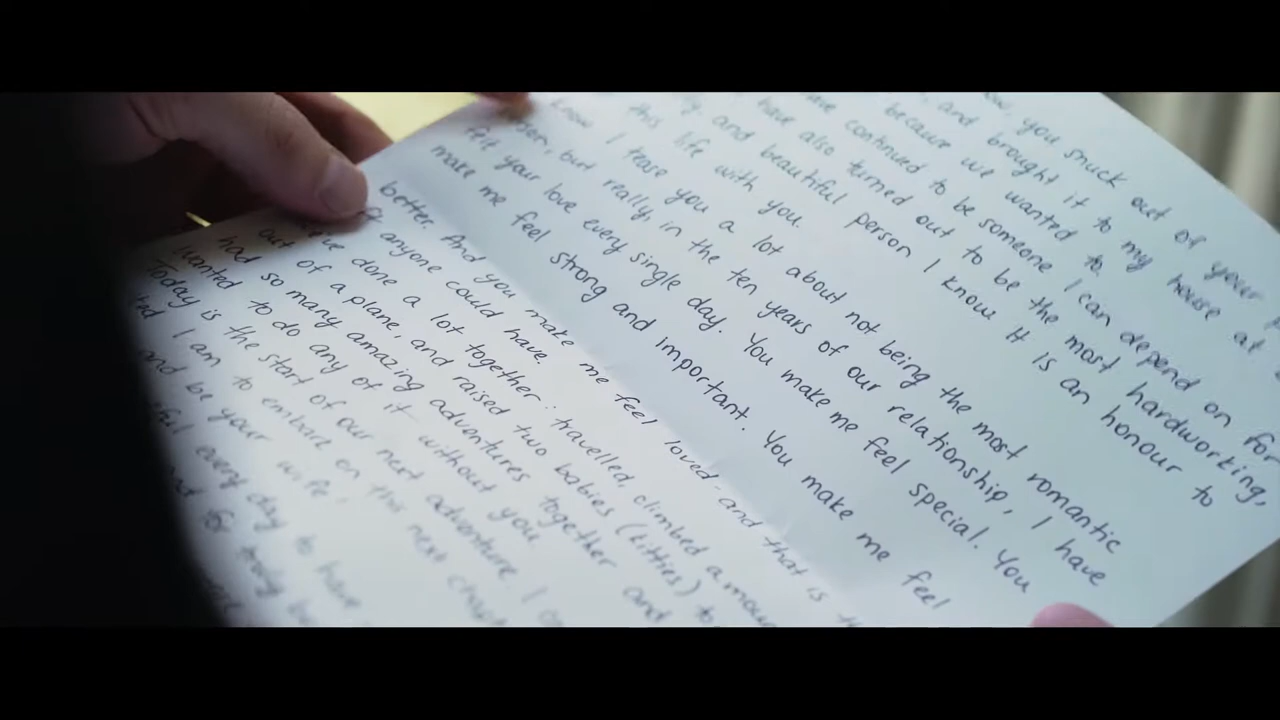 you snuck out of your
and brought it to my house at
because we wanted to.
continued to be someone I can depend on for
have also turned out to be the most hardworking,
and beautiful person I know. It is an honour to
this life with you.
know I tease you a lot about not being the most romantic
but really, in the ten years of our relationship, I have
felt your love every single day. You make me feel special. You
make me feel strong and important. You make me feel
better. And you make me feel loved - and that is
anyone could have.
done a lot together: travelled, climbed a
out of a plane, and raised two babies (kitties) to
had so many amazing adventures together and
I wanted to do any of it without you.
Today is the start of our next adventure. I
I am to embark on this next
and be your wife.
every day to have
for